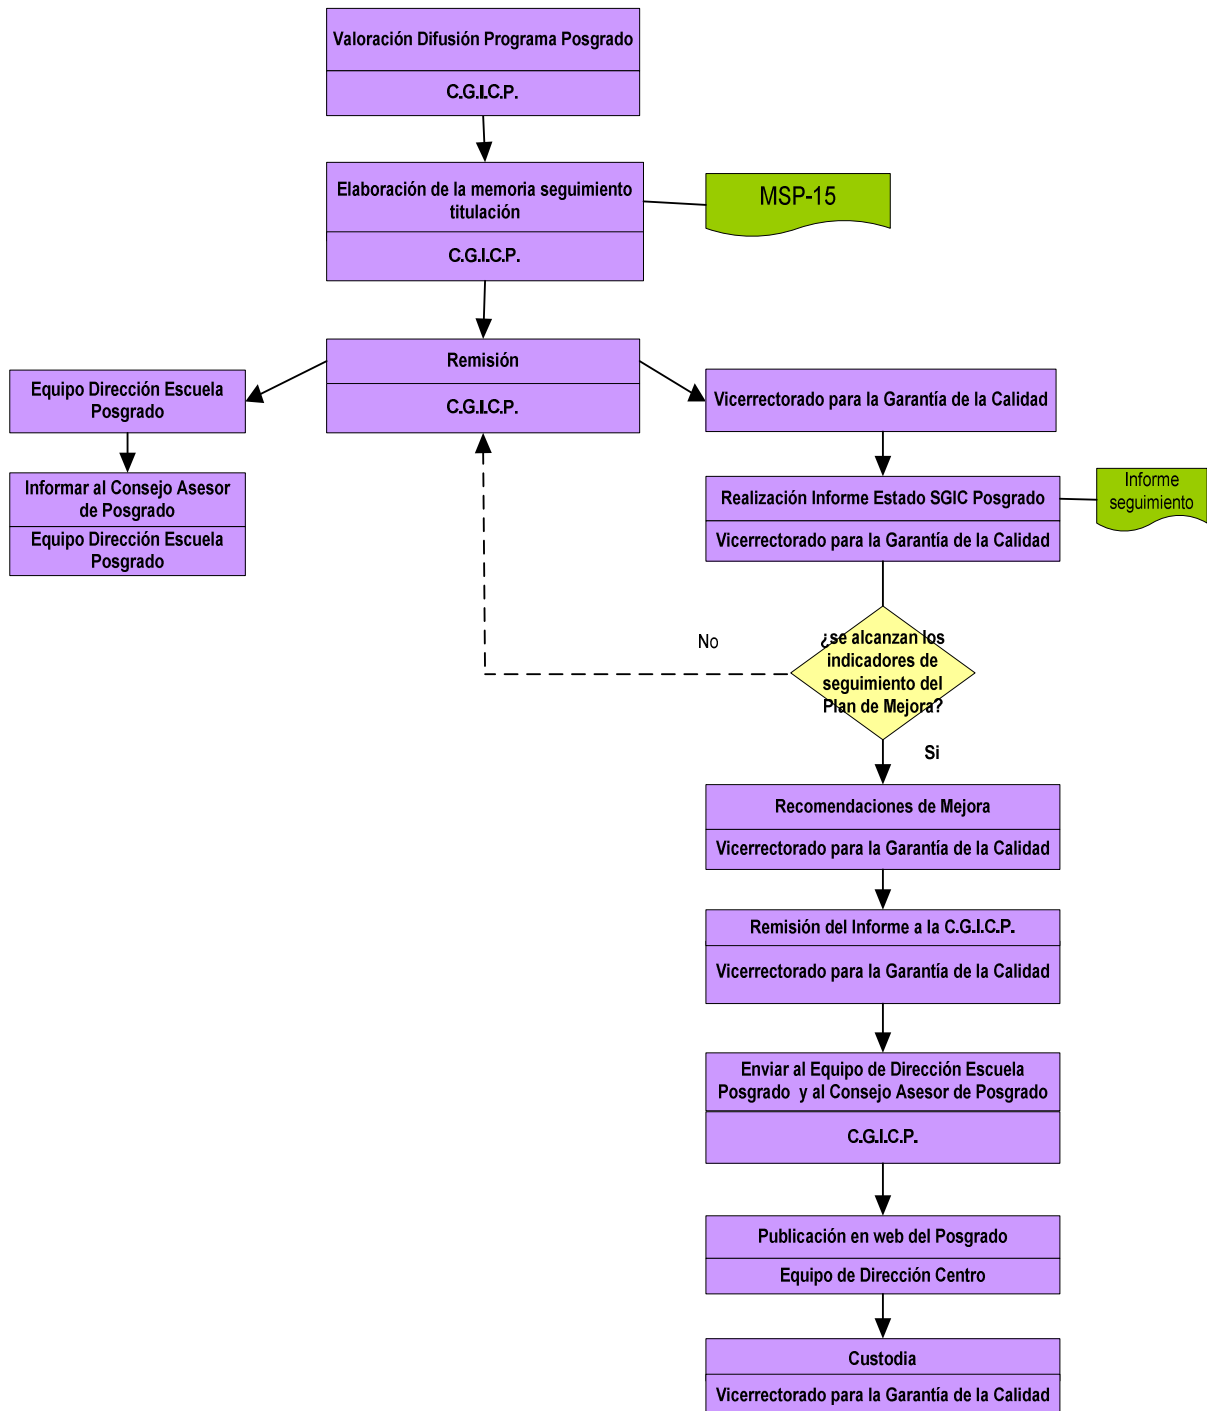 Valoración Difusión Programa Posgrado
C.G.I.C.P.
Elaboración de la memoria seguimiento
titulación
C.G.I.C.P.
MSP-15
Remisión
C.G.I.C.P.
Equipo Dirección Escuela
Posgrado
Informar al Consejo Asesor
de Posgrado
Equipo Dirección Escuela
Posgrado
Vicerrectorado para la Garantía de la Calidad
Realización Informe Estado SGIC Posgrado
Vicerrectorado para la Garantía de la Calidad
Informe
seguimiento
¿se alcanzan los
indicadores de
seguimiento del
Plan de Mejora?
No
Si
Recomendaciones de Mejora
Vicerrectorado para la Garantía de la Calidad
Remisión del Informe a la C.G.I.C.P.
Vicerrectorado para la Garantía de la Calidad
Enviar al Equipo de Dirección Escuela
Posgrado y al Consejo Asesor de Posgrado
C.G.I.C.P.
Publicación en web del Posgrado
Equipo de Dirección Centro
Custodia
Vicerrectorado para la Garantía de la Calidad